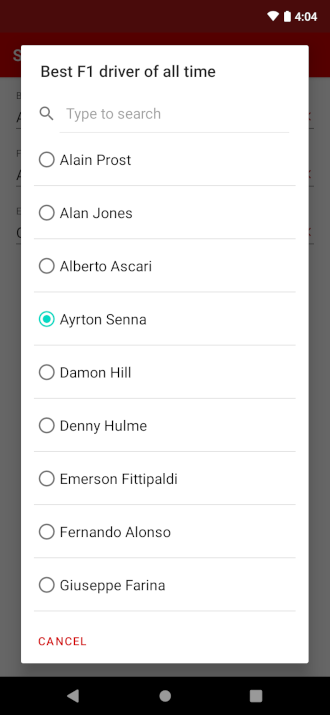 4:04
Best F1 driver of all time
Type to search
Alain Prost
Alan Jones
Alberto Ascari
Ayrton Senna
Damon Hill
Denny Hulme
Emerson Fittipaldi
Fernando Alonso
Giuseppe Farina
CANCEL